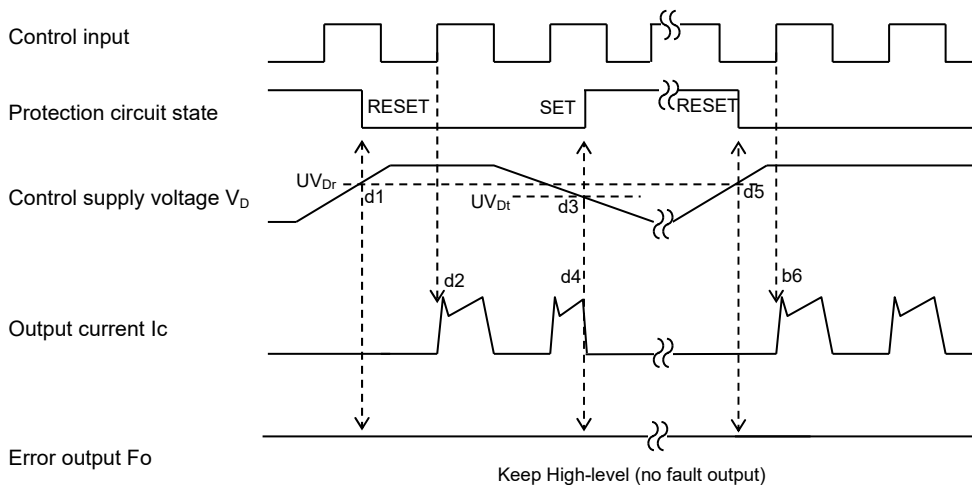 Control input
Protection circuit state
RESET
SET
RESET
Control supply voltage VD
UVDr
d1
UVDt
d3
d5
d2
d4
b6
Output current Ic
Error output Fo
Keep High-level (no fault output)